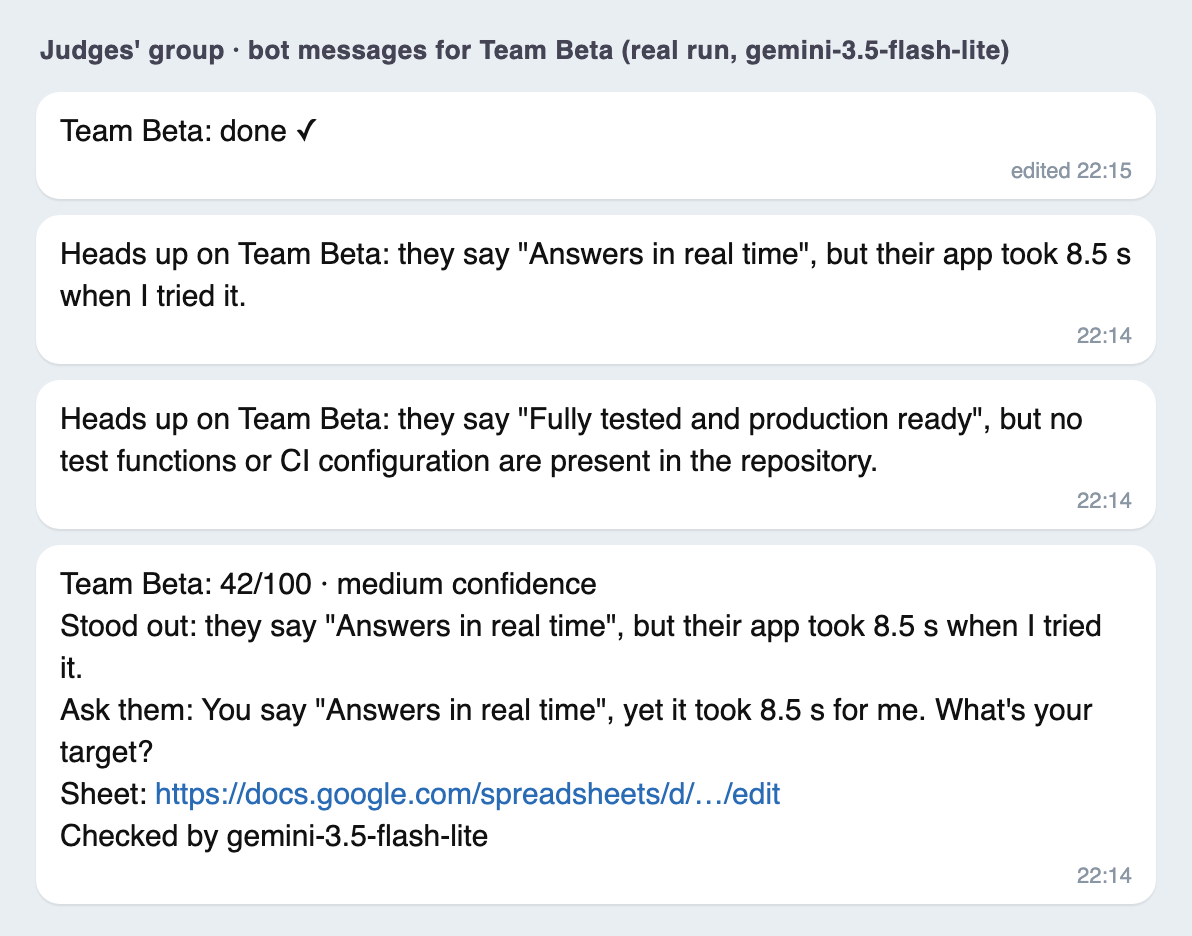 Judges' group · bot messages for Team Beta (real run, gemini-3.5-flash-lite)
Team Beta: done ✓
edited 22:15
Heads up on Team Beta: they say "Answers in real time", but their app took 8.5 s
when I tried it.
22:14
Heads up on Team Beta: they say "Fully tested and production ready", but no
test functions or CI configuration are present in the repository.
22:14
Team Beta: 42/100 · medium confidence
Stood out: they say "Answers in real time", but their app took 8.5 s when I tried
it.
Ask them: You say "Answers in real time", yet it took 8.5 s for me. What's your
target?
Sheet: https://docs.google.com/spreadsheets/d/…/edit
Checked by gemini-3.5-flash-lite
22:14